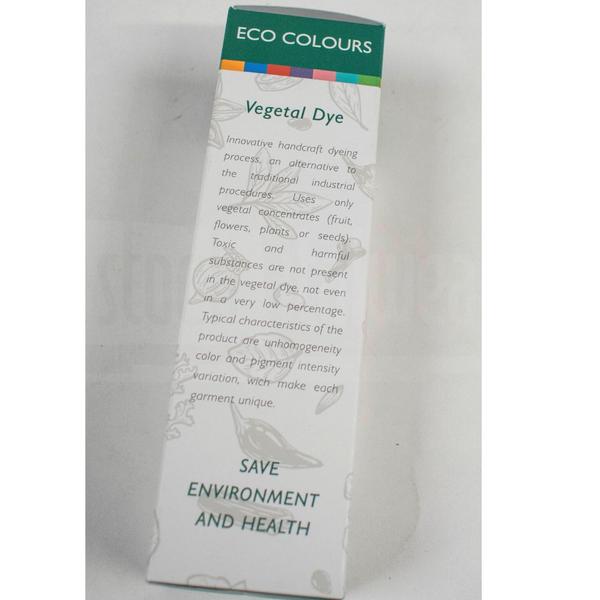 ECO COLOURS
Vegetal Dye
Innovative handcraft dyeing
process, an alternative to
the traditional industrial
procedures. Uses only
vegetal concentrates (fruit,
flowers, plants or seeds).
Toxic and harmful
substances are not present
in the vegetal dye, not even
in a very low percentage.
Typical characteristics of the
product are unhomogeneity
color and pigment intensity
variation, wich make each
garment unique.
SAVE
ENVIRONMENT
AND HEALTH